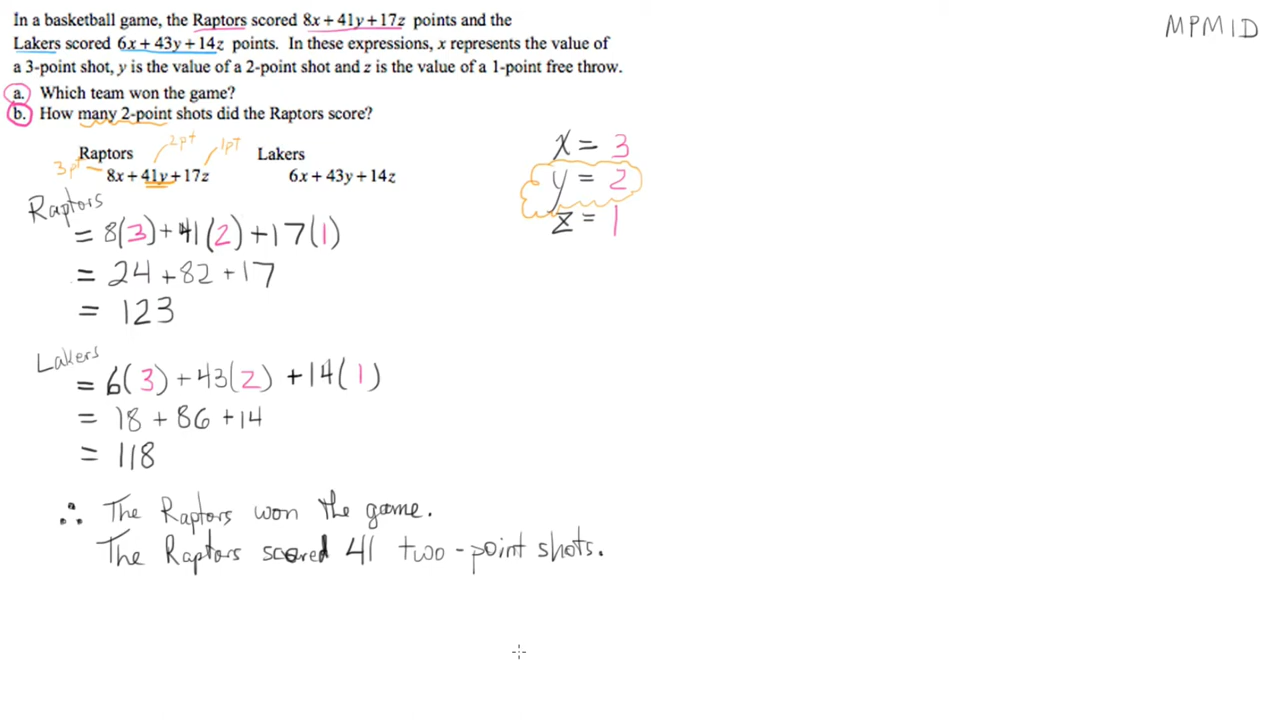 In a basketball game, the Raptors scored 8x + 41y + 17z points and the
MPM1D
Lakers scored 6x + 43y + 14z points. In these expressions, x represents the value of
a 3-point shot, y is the value of a 2-point shot and z is the value of a 1-point free throw.
a. Which team won the game?
b. How many 2-point shots did the Raptors score?
2pt 1pt
Raptors Lakers
3pt
8x + 41y + 17z 6x + 43y + 14z
x = 3
y = 2
z = 1
Raptors
= 8(3) + 41(2) + 17(1)
= 24 + 82 + 17
= 123
Lakers
= 6(3) + 43(2) + 14(1)
= 18 + 86 + 14
= 118
∴ The Raptors won the game.
The Raptors scored 41 two-point shots.